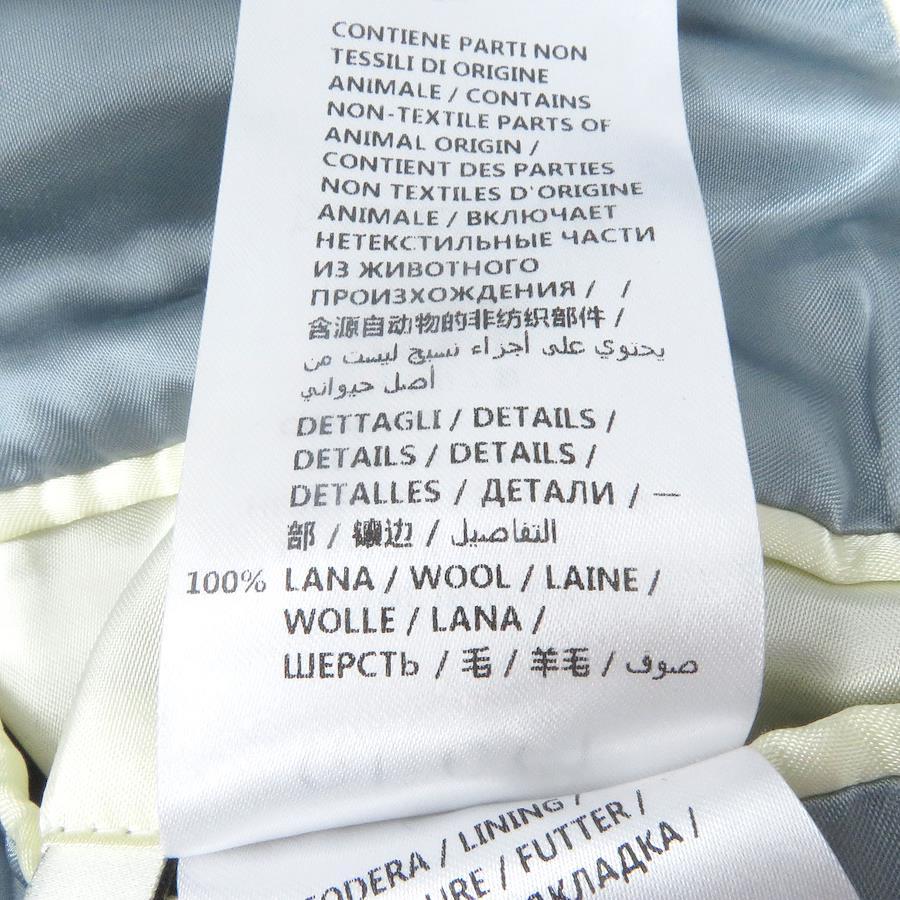 CONTIENE PARTI NON
TESSILI DI ORIGINE
ANIMALE / CONTAINS
NON-TEXTILE PARTS OF
ANIMAL ORIGIN /
CONTIENT DES PARTIES
NON TEXTILES D'ORIGINE
ANIMALE / ВКЛЮЧАЕТ
НЕТЕКСТИЛЬНЫЕ ЧАСТИ
ИЗ ЖИВОТНОГО
ПРОИЗХОЖДЕНИЯ / /
含源自动物的非纺织部件 /
يحتوي على أجزاء نسيج ليست من
أصل حيواني
DETTAGLI / DETAILS /
DETAILS / DETAILS /
DETALLES / ДЕТАЛИ / 一
部 / 镶边 / التفاصيل
100% LANA / WOOL / LAINE /
WOLLE / LANA /
ШЕРСТЬ / 毛 / 羊毛 / صوف
/ LINING /
/ FUTTER /